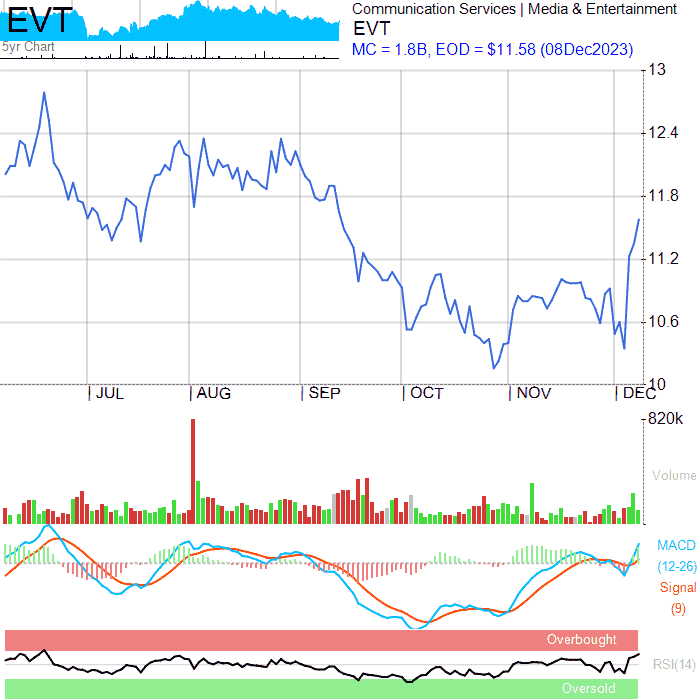 EVT
5yr Chart
Communication Services | Media & Entertainment
EVT
MC = 1.8B, EOD = $11.58 (08Dec2023)
13
12.4
11.8
11.2
10.6
10
JUL AUG SEP OCT NOV DEC
820k
Volume
MACD
(12-26)
Signal
(9)
Overbought
RSI(14)
Oversold